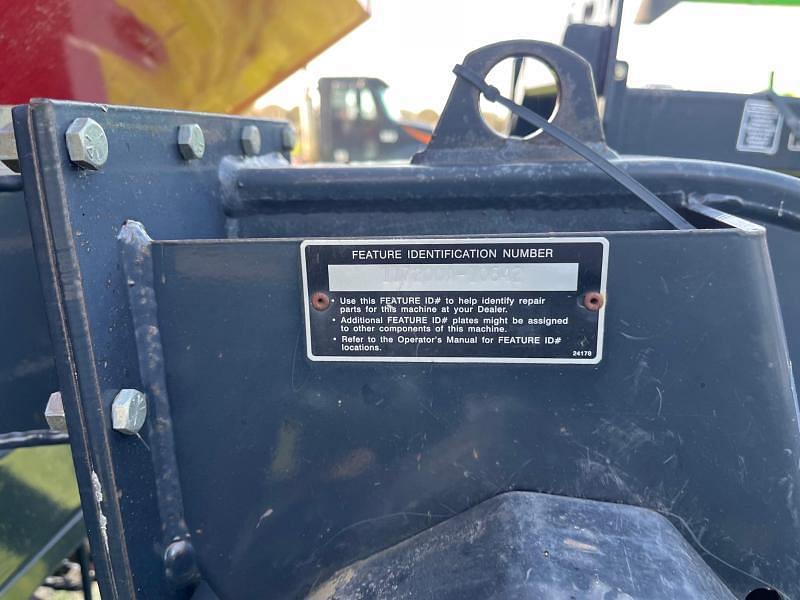 FEATURE IDENTIFICATION NUMBER
• Use this FEATURE ID# to help identify repair
parts for this machine at your Dealer.
• Additional FEATURE ID# plates might be assigned
to other components of this machine.
• Refer to the Operator's Manual for FEATURE ID#
locations.
24178